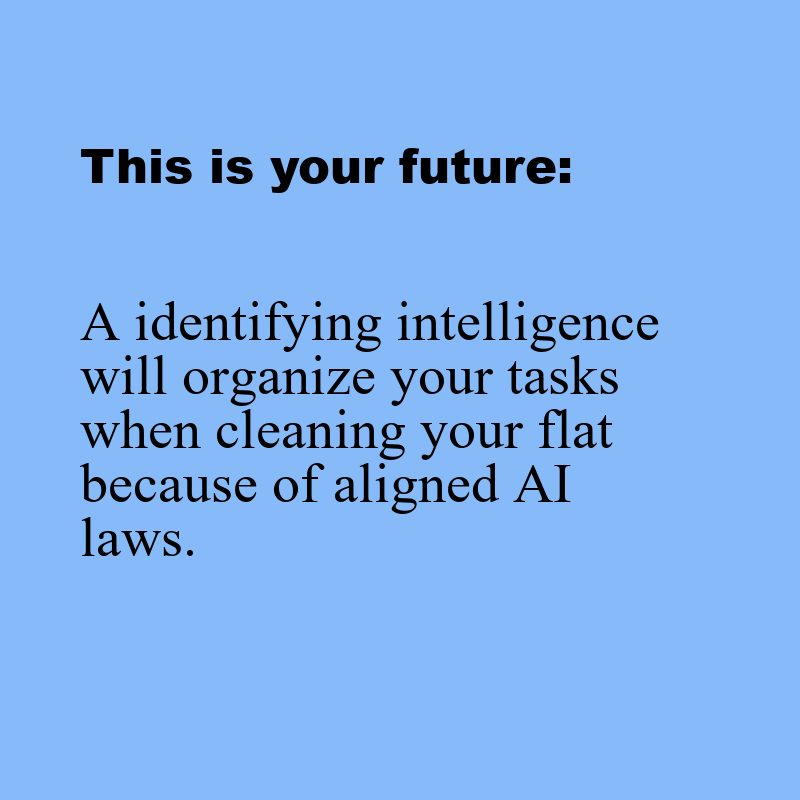 This is your future:
A identifying intelligence
will organize your tasks
when cleaning your flat
because of aligned AI
laws.